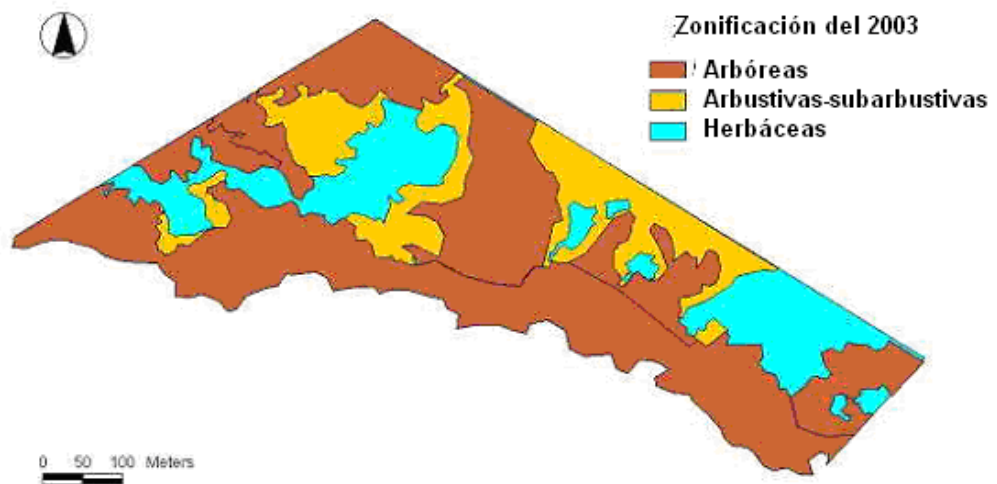 Zonificación del 2003
Arbóreas
Arbustivas-subarbustivas
Herbáceas
0 50 100 Meters